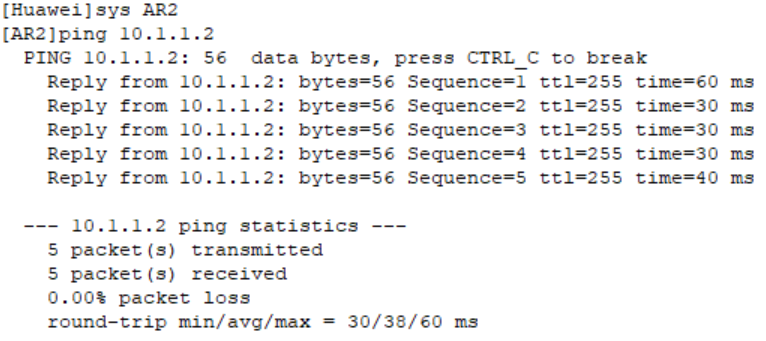 [Huawei]sys AR2
[AR2]ping 10.1.1.2
PING 10.1.1.2: 56  data bytes, press CTRL_C to break
Reply from 10.1.1.2: bytes=56 Sequence=1 ttl=255 time=60 ms
Reply from 10.1.1.2: bytes=56 Sequence=2 ttl=255 time=30 ms
Reply from 10.1.1.2: bytes=56 Sequence=3 ttl=255 time=30 ms
Reply from 10.1.1.2: bytes=56 Sequence=4 ttl=255 time=30 ms
Reply from 10.1.1.2: bytes=56 Sequence=5 ttl=255 time=40 ms
--- 10.1.1.2 ping statistics ---
5 packet(s) transmitted
5 packet(s) received
0.00% packet loss
round-trip min/avg/max = 30/38/60 ms